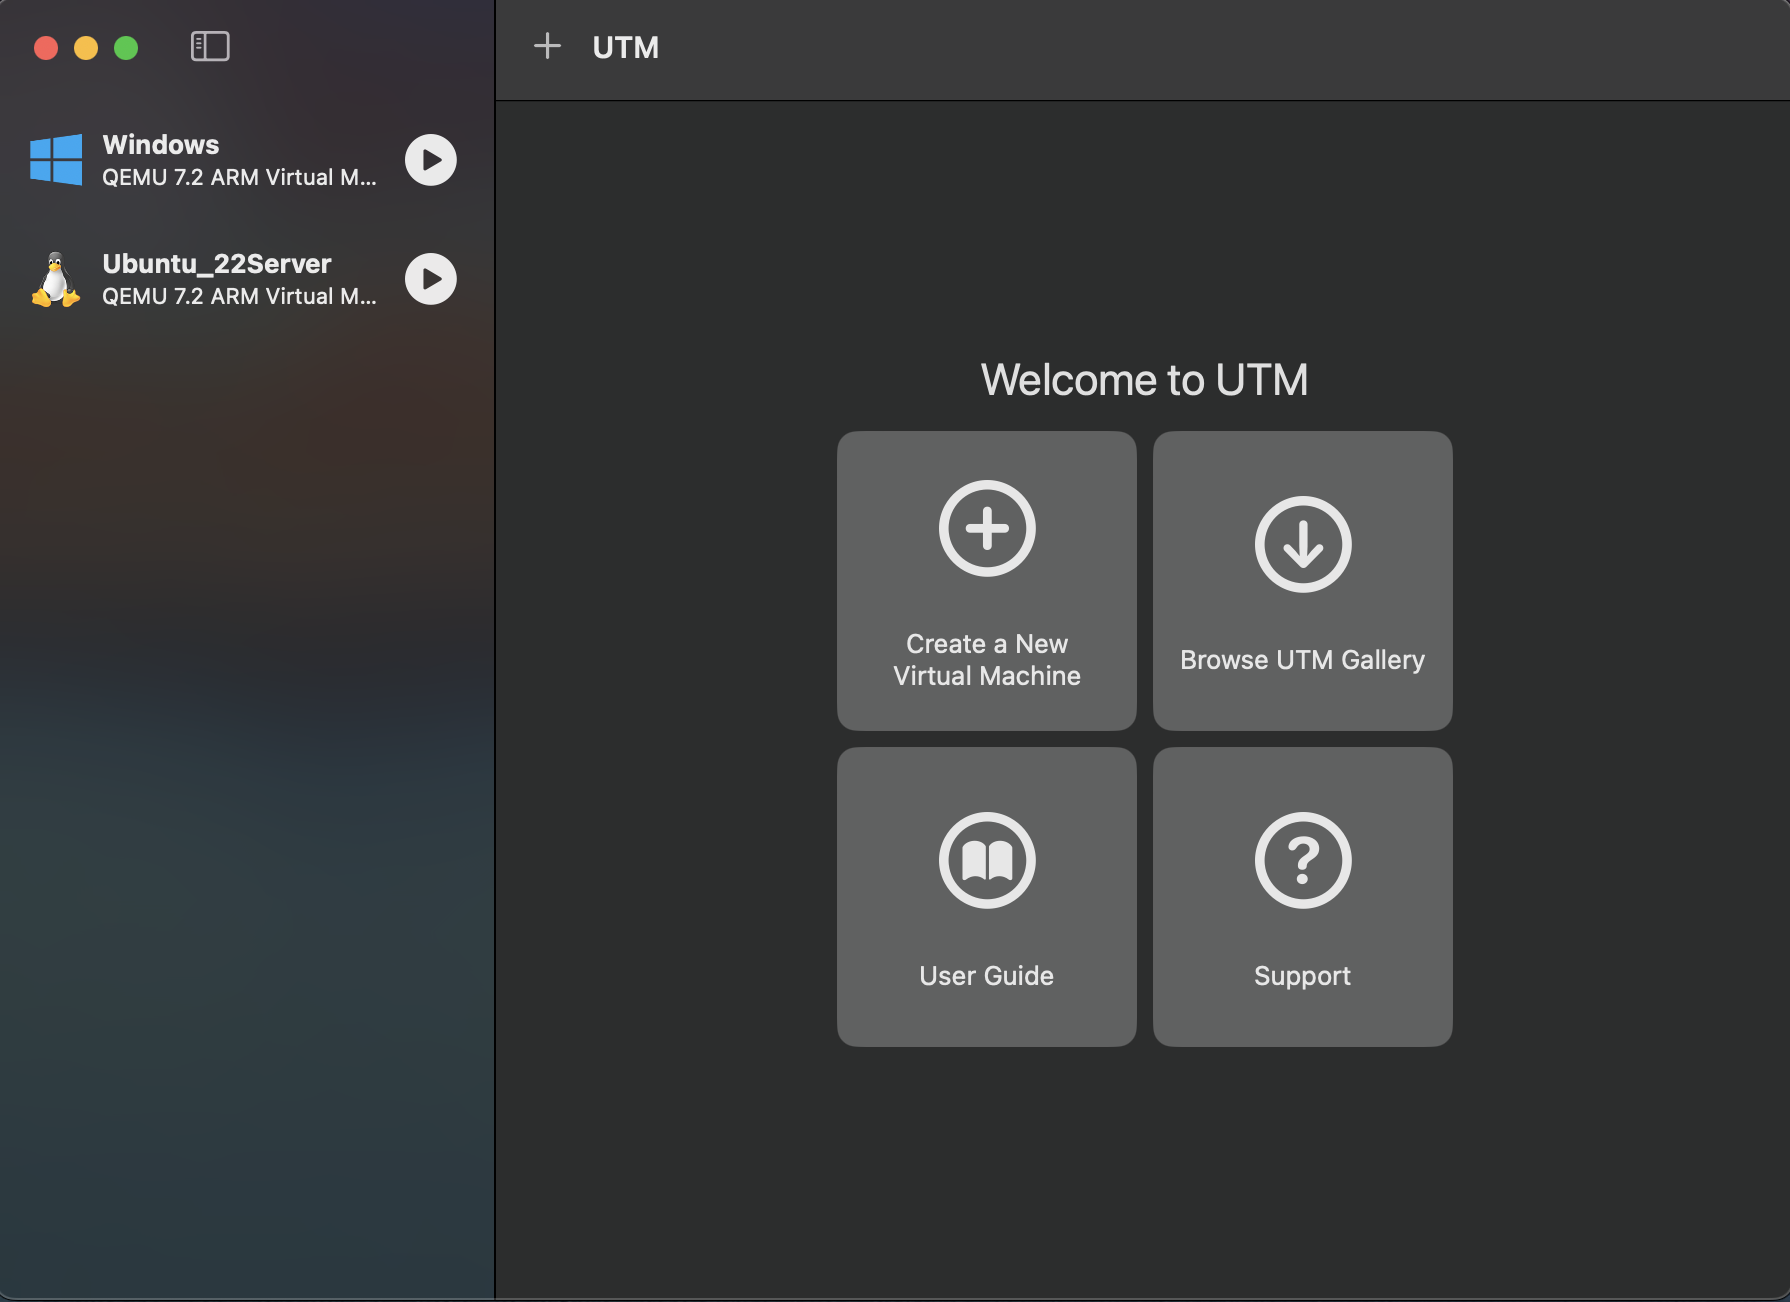 UTM
Windows
QEMU 7.2 ARM Virtual M...
Ubuntu_22Server
QEMU 7.2 ARM Virtual M...
Welcome to UTM
Create a New
Virtual Machine
Browse UTM Gallery
User Guide
Support